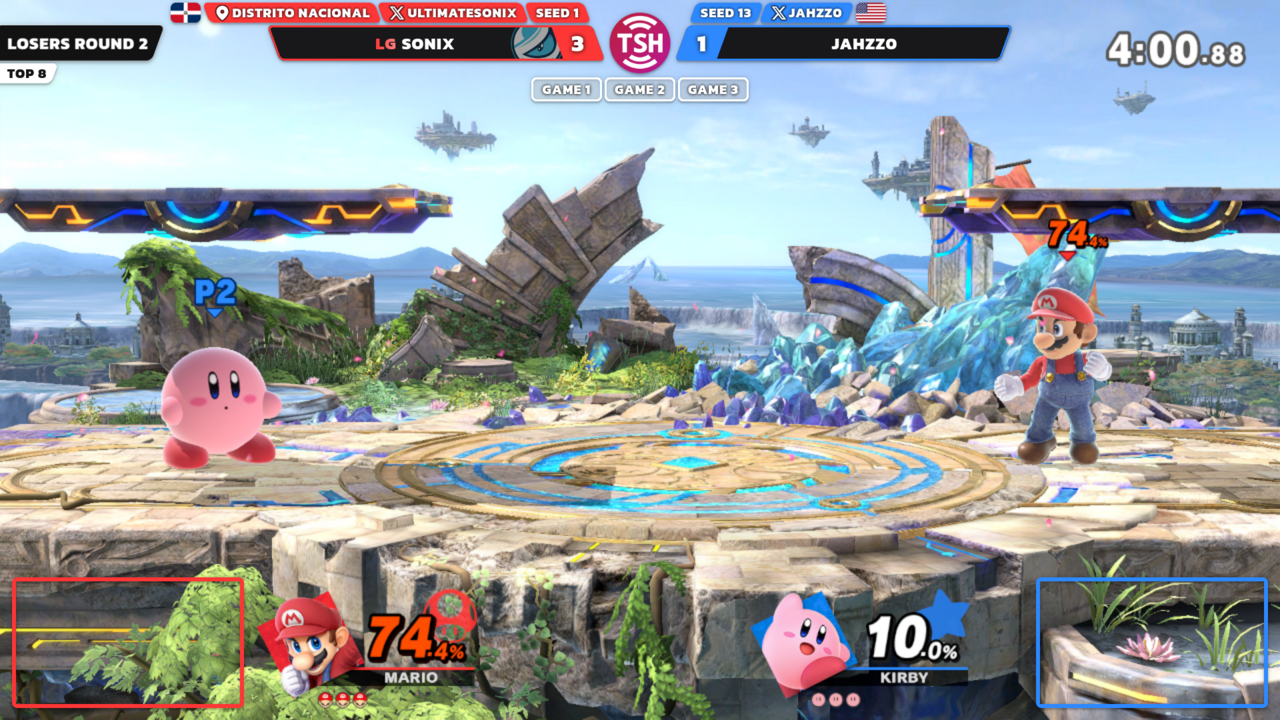 DISTRITO NACIONAL
ULTIMATESONIX
SEED 1
SEED 13
JAHZZO
LOSERS ROUND 2
LG SONIX
3
TSH
1
JAHZZO
4:00.88
TOP 8
GAME 1
GAME 2
GAME 3
74.4%
P2
M
74.4%
MARIO
10.0%
KIRBY